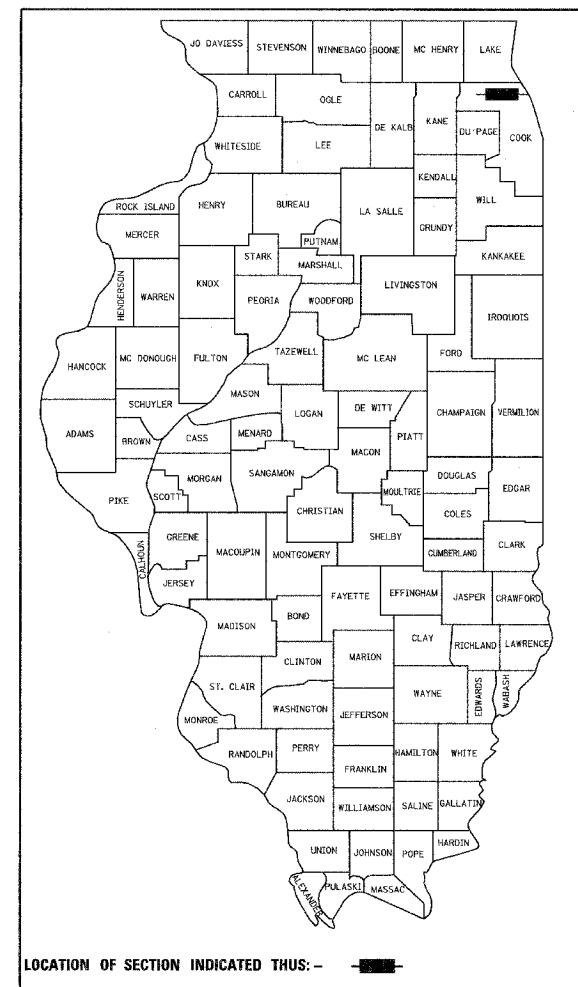 JO DAVIESS STEVENSON WINNEBAGO BOONE MC HENRY LAKE
CARROLL OGLE DE KALB KANE DU PAGE COOK
WHITESIDE LEE
KENDALL WILL
ROCK ISLAND HENRY BUREAU LA SALLE GRUNDY
MERCER PUTNAM
STARK MARSHALL KANKAKEE
HENDERSON WARREN KNOX PEORIA WOODFORD LIVINGSTON IROQUOIS
HANCOCK MC DONOUGH FULTON TAZEWELL MC LEAN FORD
SCHUYLER MASON LOGAN DE WITT CHAMPAIGN VERMILION
ADAMS BROWN CASS MENARD PIATT
MACON
PIKE SCOTT MORGAN SANGAMON MOULTRIE DOUGLAS EDGAR
CHRISTIAN COLES
CALHOUN GREENE MACOUPIN MONTGOMERY SHELBY CUMBERLAND CLARK
JERSEY
MADISON BOND FAYETTE EFFINGHAM JASPER CRAWFORD
CLAY RICHLAND LAWRENCE
CLINTON MARION
ST. CLAIR WAYNE EDWARDS WABASH
MONROE WASHINGTON JEFFERSON
RANDOLPH PERRY HAMILTON WHITE
FRANKLIN
JACKSON WILLIAMSON SALINE GALLATIN
UNION JOHNSON POPE HARDIN
ALEXANDER PULASKI MASSAC
LOCATION OF SECTION INDICATED THUS: -